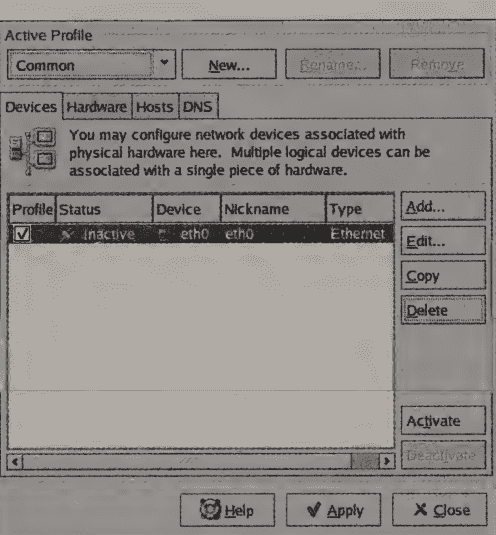 Active Profile
Common New... Rename... Remove
Devices Hardware Hosts DNS
You may configure network devices associated with
physical hardware here. Multiple logical devices can be
associated with a single piece of hardware.
Profile Status Device Nickname Type
Inactive eth0 eth0 Ethernet
Add...
Edit...
Copy
Delete
Activate
Deactivate
Help Apply Close